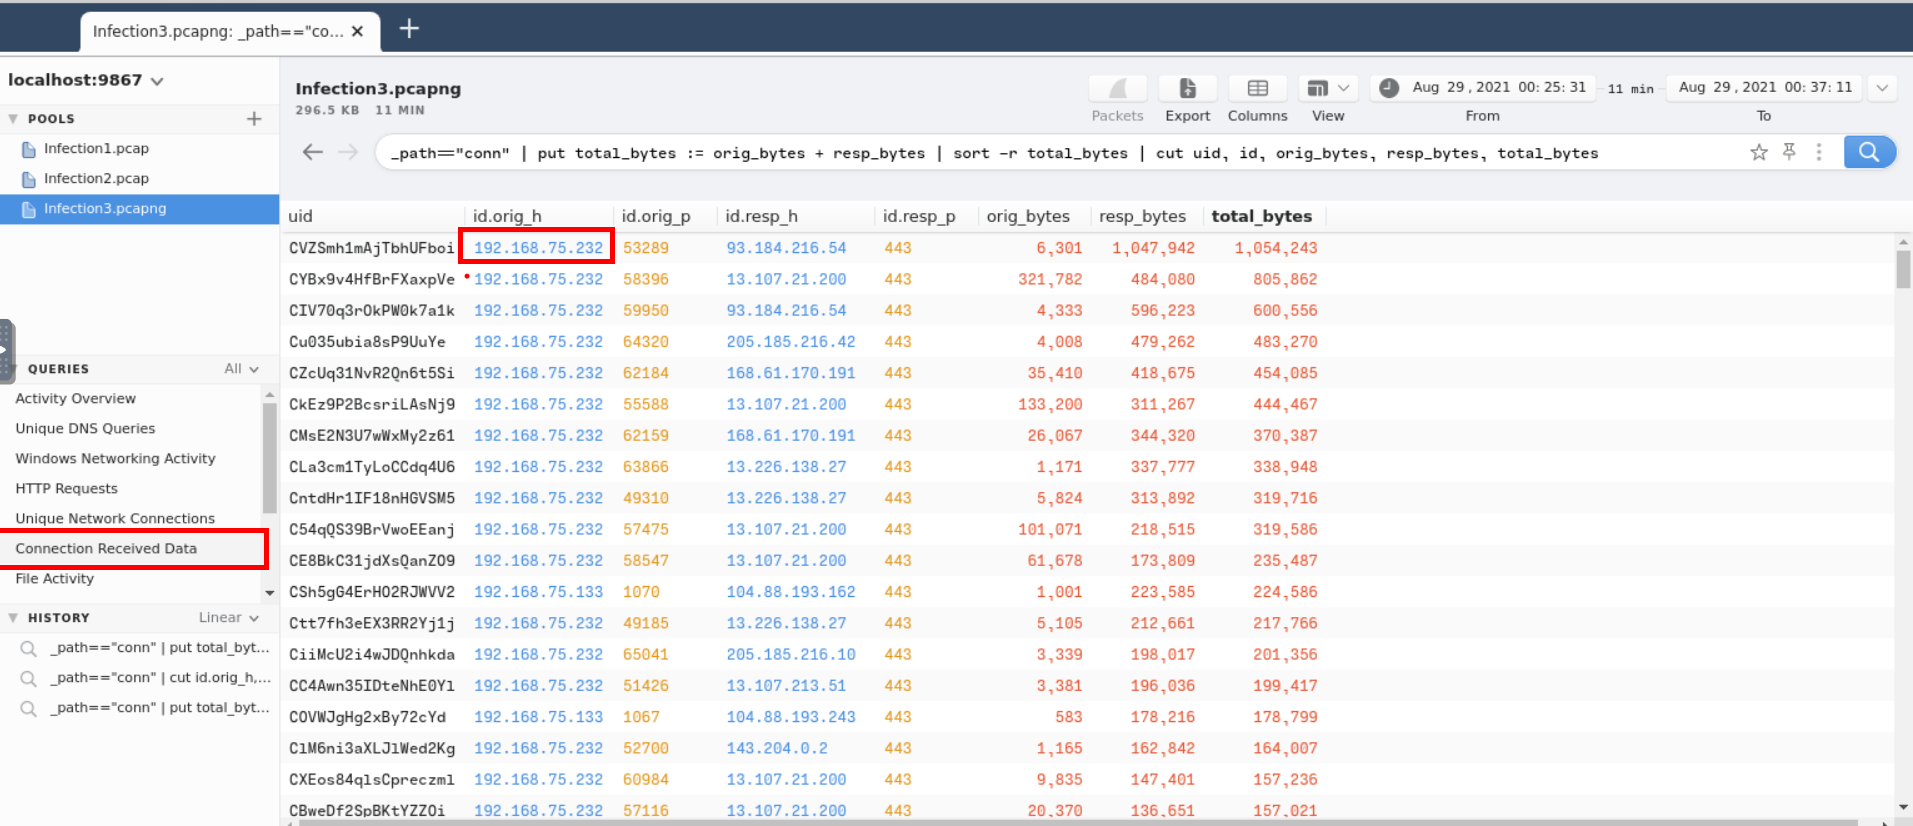 Infection3.pcapng: _path=="co... ✕ +
localhost:9867
POOLS +
Infection1.pcap
Infection2.pcap
Infection3.pcapng
QUERIES All
Activity Overview
Unique DNS Queries
Windows Networking Activity
HTTP Requests
Unique Network Connections
Connection Received Data
File Activity
HISTORY Linear
_path=="conn" | put total_byt...
_path=="conn" | cut id.orig_h,...
_path=="conn" | put total_byt...
Infection3.pcapng
296.5 KB 11 MIN
Packets Export Columns View
Aug 29, 2021 00:25:31 11 min Aug 29, 2021 00:37:11
From To
_path=="conn" | put total_bytes := orig_bytes + resp_bytes | sort -r total_bytes | cut uid, id, orig_bytes, resp_bytes, total_bytes
uid id.orig_h id.orig_p id.resp_h id.resp_p orig_bytes resp_bytes total_bytes
CVZSmh1mAjTbhUFboi 192.168.75.232 53289 93.184.216.54 443 6,301 1,047,942 1,054,243
CYBx9v4HfBrFXaxpVe 192.168.75.232 58396 13.107.21.200 443 321,782 484,080 805,862
CIV70q3rOkPW0k7a1k 192.168.75.232 59950 93.184.216.54 443 4,333 596,223 600,556
Cu035ubia8sP9UuYe 192.168.75.232 64320 205.185.216.42 443 4,008 479,262 483,270
CZcUq31NvR2Qn6t5Si 192.168.75.232 62184 168.61.170.191 443 35,410 418,675 454,085
CkEz9P2BcsriLAsNj9 192.168.75.232 55588 13.107.21.200 443 133,200 311,267 444,467
CMsE2N3U7wWxMy2z61 192.168.75.232 62159 168.61.170.191 443 26,067 344,320 370,387
CLa3cm1TyLoCCdq4U6 192.168.75.232 63866 13.226.138.27 443 1,171 337,777 338,948
CntdHr1IF18nHGVSM5 192.168.75.232 49310 13.226.138.27 443 5,824 313,892 319,716
C54qQS39BrVwoEEanj 192.168.75.232 57475 13.107.21.200 443 101,071 218,515 319,586
CE8BkC31jdXsQanZO9 192.168.75.232 58547 13.107.21.200 443 61,678 173,809 235,487
CSh5gG4ErHO2RJWVV2 192.168.75.133 1070 104.88.193.162 443 1,001 223,585 224,586
Ctt7fh3eEX3RR2Yj1j 192.168.75.232 49185 13.226.138.27 443 5,105 212,661 217,766
CiiMcU2i4wJDQnhkda 192.168.75.232 65041 205.185.216.10 443 3,339 198,017 201,356
CC4Awn35IDteNhE0Yl 192.168.75.232 51426 13.107.213.51 443 3,381 196,036 199,417
COVWJgHg2xBy72cYd 192.168.75.133 1067 104.88.193.243 443 583 178,216 178,799
ClM6ni3aXLJlWed2Kg 192.168.75.232 52700 143.204.0.2 443 1,165 162,842 164,007
CXEos84qlsCpreczml 192.168.75.232 60984 13.107.21.200 443 9,835 147,401 157,236
CBweDf2SpBKtYZZOi 192.168.75.232 57116 13.107.21.200 443 20,370 136,651 157,021